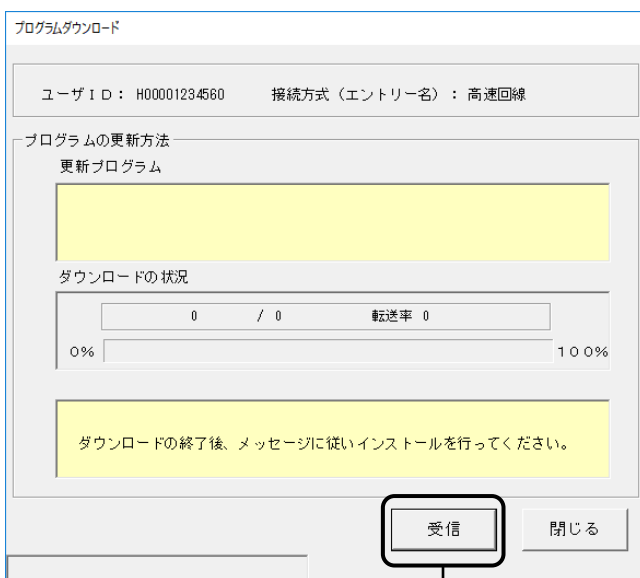 プログラムダウンロード
ユーザID： H00001234560 接続方式（エントリー名）： 高速回線
プログラムの更新方法
更新プログラム
ダウンロードの状況
0 / 0 転送率 0
0% 100%
ダウンロードの終了後、メッセージに従いインストールを行ってください。
受信 閉じる